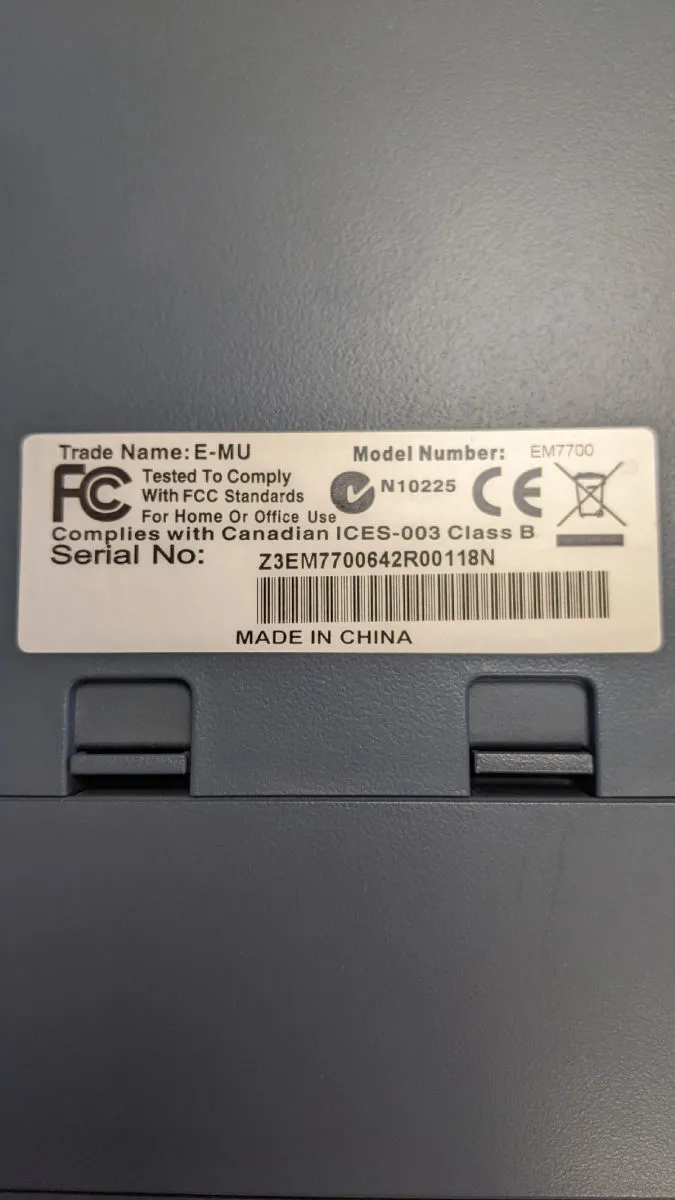 Trade Name: E-MU Model Number: EM7700
FC Tested To Comply
With FCC Standards N10225 CE
For Home Or Office Use
Complies with Canadian ICES-003 Class B
Serial No: Z3EM7700642R00118N
MADE IN CHINA